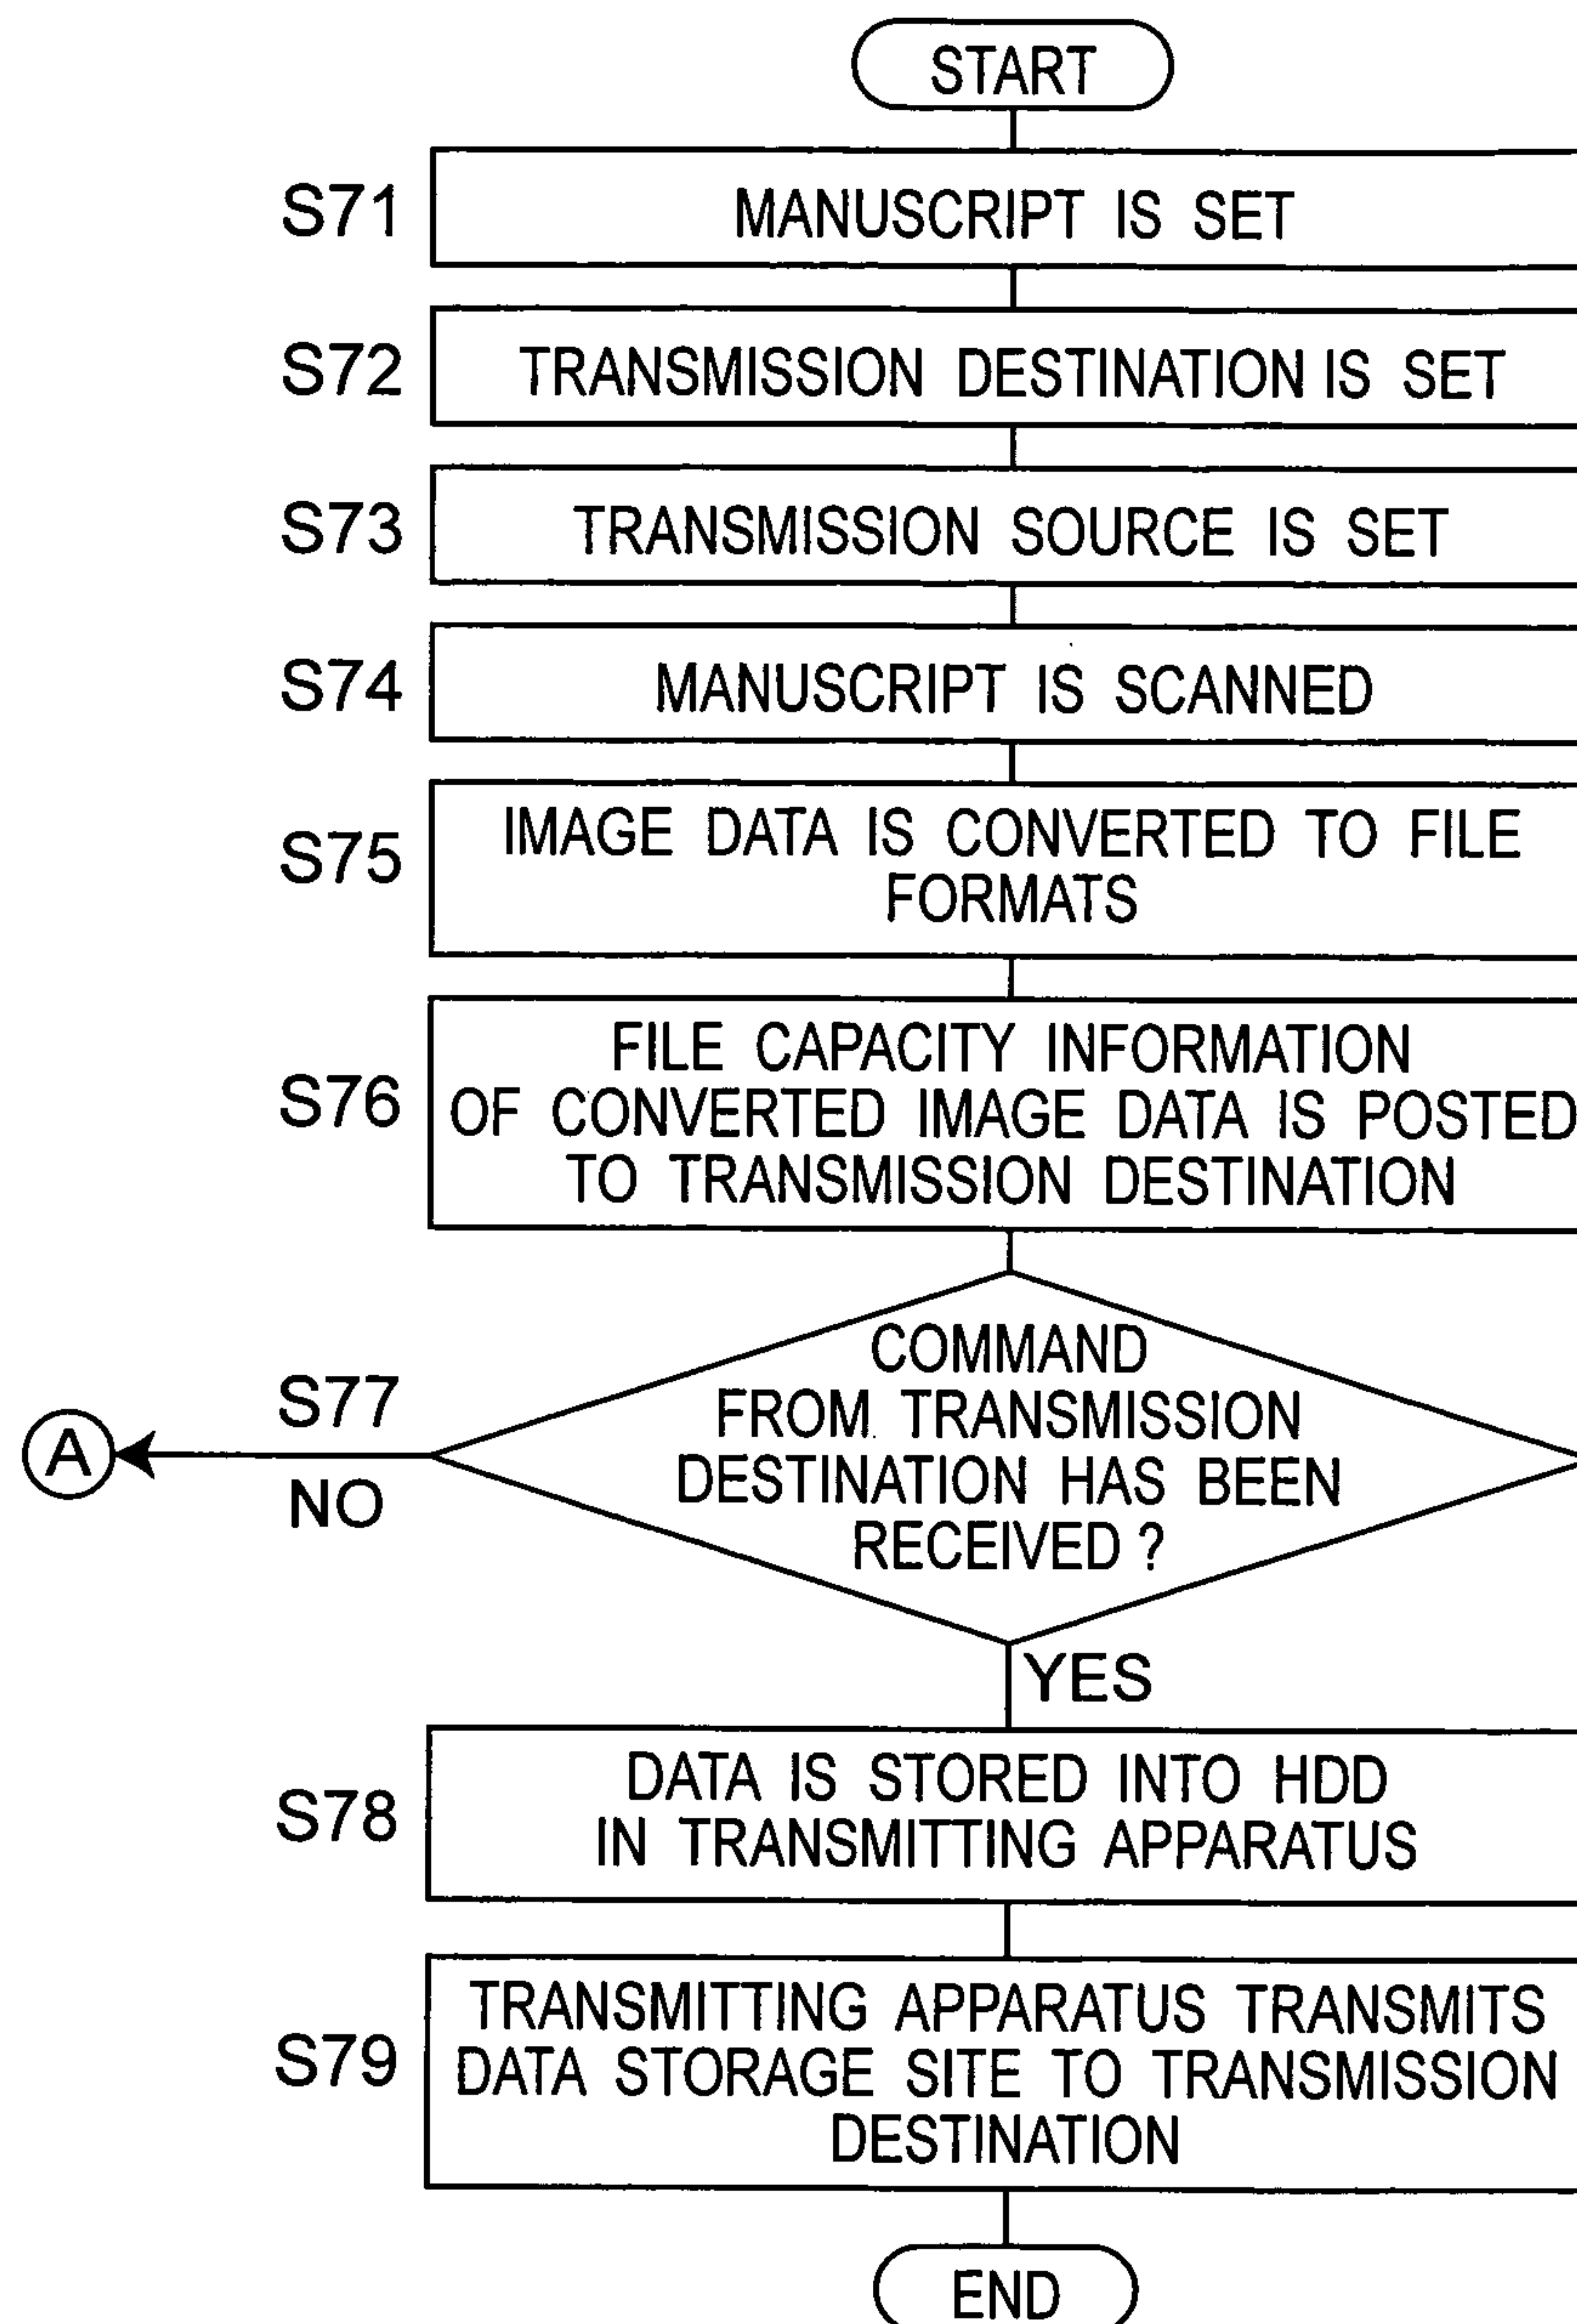 START
S71
MANUSCRIPT IS SET
S72
TRANSMISSION DESTINATION IS SET
S73
TRANSMISSION SOURCE IS SET
S74
MANUSCRIPT IS SCANNED
S75
IMAGE DATA IS CONVERTED TO FILE
FORMATS
S76
FILE CAPACITY INFORMATION
OF CONVERTED IMAGE DATA IS POSTED
TO TRANSMISSION DESTINATION
S77
COMMAND
FROM TRANSMISSION
DESTINATION HAS BEEN
RECEIVED ?
A
NO
YES
S78
DATA IS STORED INTO HDD
IN TRANSMITTING APPARATUS
S79
TRANSMITTING APPARATUS TRANSMITS
DATA STORAGE SITE TO TRANSMISSION
DESTINATION
END